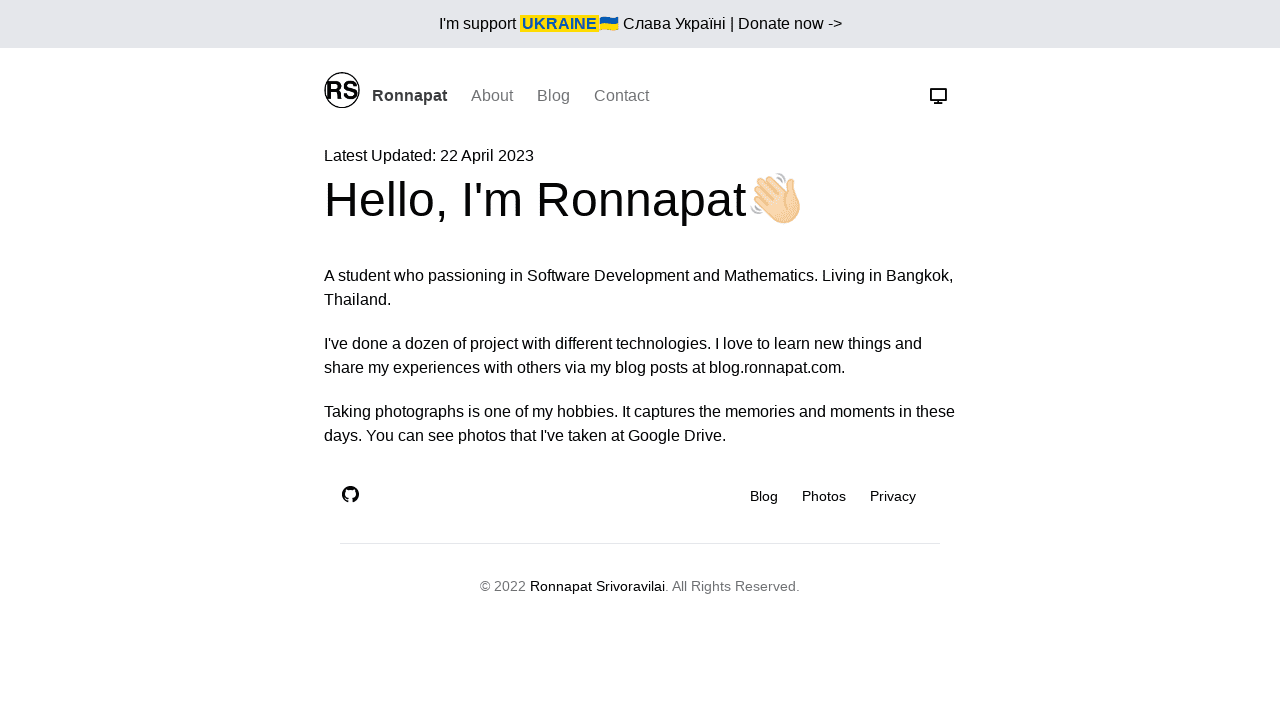 I'm support UKRAINE🇺🇦 Слава Україні | Donate now ->
RS Ronnapat About Blog Contact
Latest Updated: 22 April 2023
Hello, I'm Ronnapat👋🏻
A student who passioning in Software Development and Mathematics. Living in Bangkok,
Thailand.
I've done a dozen of project with different technologies. I love to learn new things and
share my experiences with others via my blog posts at blog.ronnapat.com.
Taking photographs is one of my hobbies. It captures the memories and moments in these
days. You can see photos that I've taken at Google Drive.
Blog Photos Privacy
© 2022 Ronnapat Srivoravilai. All Rights Reserved.